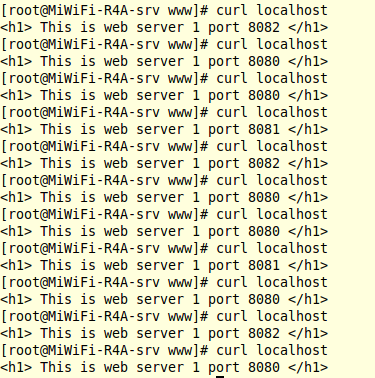 [root@MiWiFi-R4A-srv www]# curl localhost
<h1> This is web server 1 port 8082 </h1>
[root@MiWiFi-R4A-srv www]# curl localhost
<h1> This is web server 1 port 8080 </h1>
[root@MiWiFi-R4A-srv www]# curl localhost
<h1> This is web server 1 port 8080 </h1>
[root@MiWiFi-R4A-srv www]# curl localhost
<h1> This is web server 1 port 8081 </h1>
[root@MiWiFi-R4A-srv www]# curl localhost
<h1> This is web server 1 port 8082 </h1>
[root@MiWiFi-R4A-srv www]# curl localhost
<h1> This is web server 1 port 8080 </h1>
[root@MiWiFi-R4A-srv www]# curl localhost
<h1> This is web server 1 port 8080 </h1>
[root@MiWiFi-R4A-srv www]# curl localhost
<h1> This is web server 1 port 8081 </h1>
[root@MiWiFi-R4A-srv www]# curl localhost
<h1> This is web server 1 port 8080 </h1>
[root@MiWiFi-R4A-srv www]# curl localhost
<h1> This is web server 1 port 8082 </h1>
[root@MiWiFi-R4A-srv www]# curl localhost
<h1> This is web server 1 port 8080 </h1>